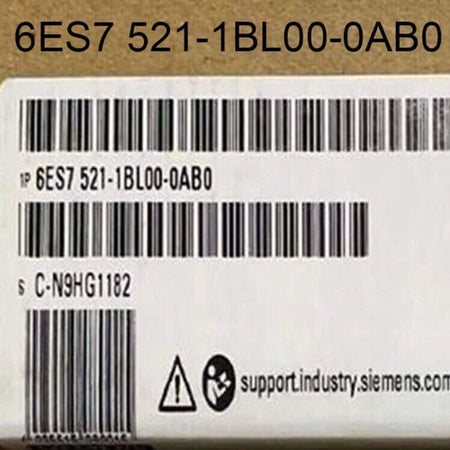 6ES7 521-1BL00-0AB0
1P 6ES7 521-1BL00-0AB0
S C-N9HG1182
support.industry.siemens.com